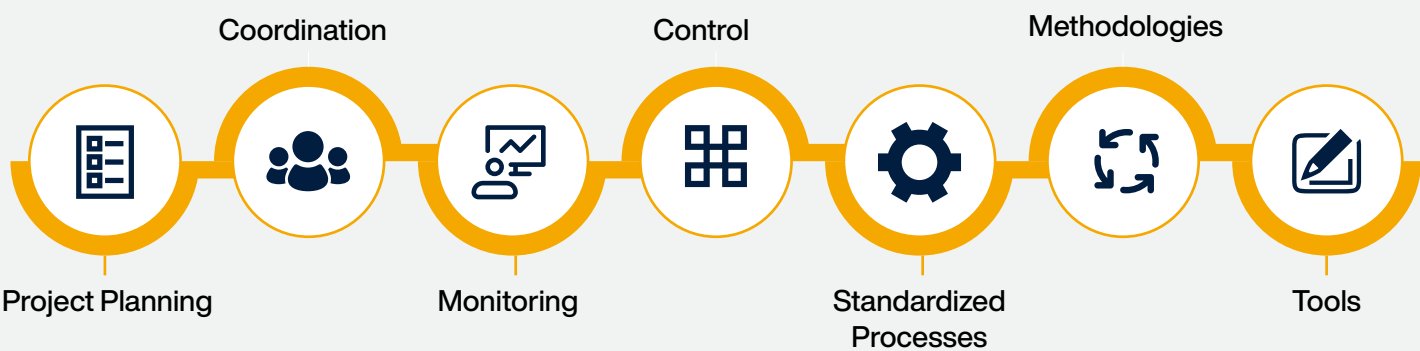 Coordination
Control
Methodologies
Project Planning
Monitoring
Standardized
Processes
Tools